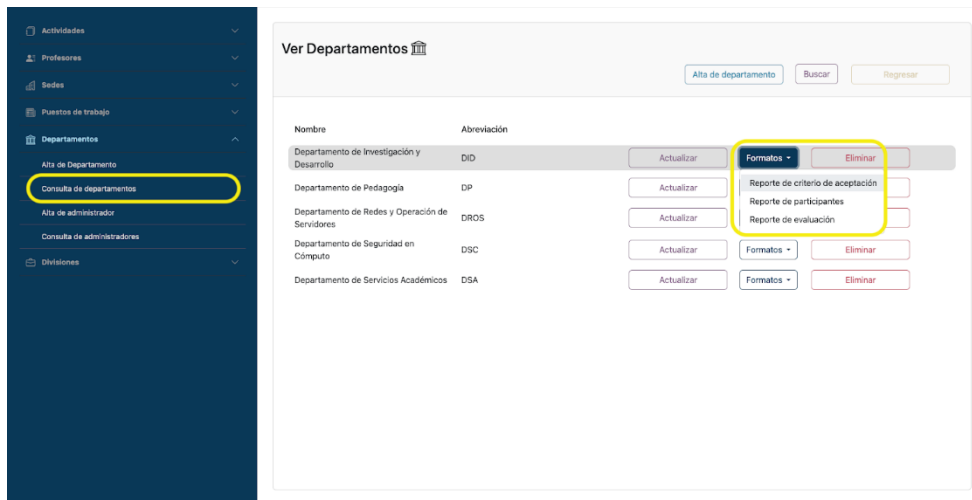 Actividades
Profesores
Sedes
Puestos de trabajo
Departamentos
Alta de Departamento
Consulta de departamentos
Alta de administrador
Consulta de administradores
Divisiones
Ver Departamentos
Alta de departamento Buscar Regresar
Nombre Abreviación
Departamento de Investigación y
Desarrollo
DID Actualizar Formatos Eliminar
Reporte de criterio de aceptación
Reporte de participantes
Reporte de evaluación
Departamento de Pedagogía DP Actualizar
Departamento de Redes y Operación de
Servidores
DROS Actualizar
Departamento de Seguridad en
Cómputo
DSC Actualizar Formatos Eliminar
Departamento de Servicios Académicos DSA Actualizar Formatos Eliminar